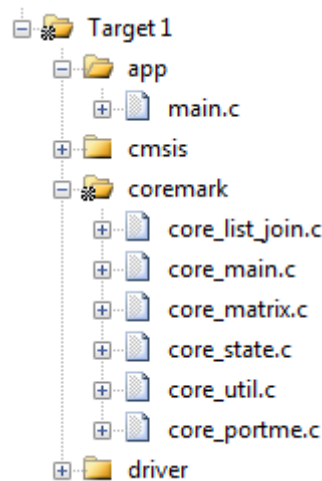 Target 1
app
main.c
cmsis
coremark
core_list_join.c
core_main.c
core_matrix.c
core_state.c
core_util.c
core_portme.c
driver